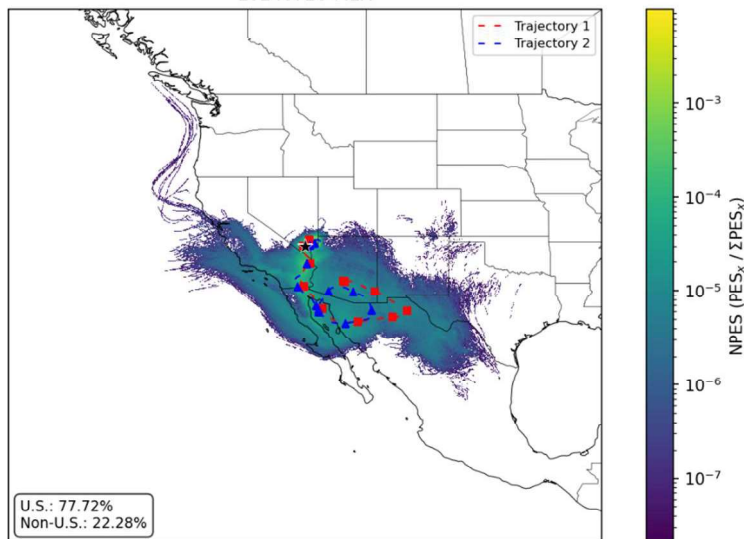 Trajectory 1
Trajectory 2
10⁻³
10⁻⁴
10⁻⁵
10⁻⁶
10⁻⁷
NPES (PESₓ / ΣPESₓ)
U.S.: 77.72%
Non-U.S.: 22.28%